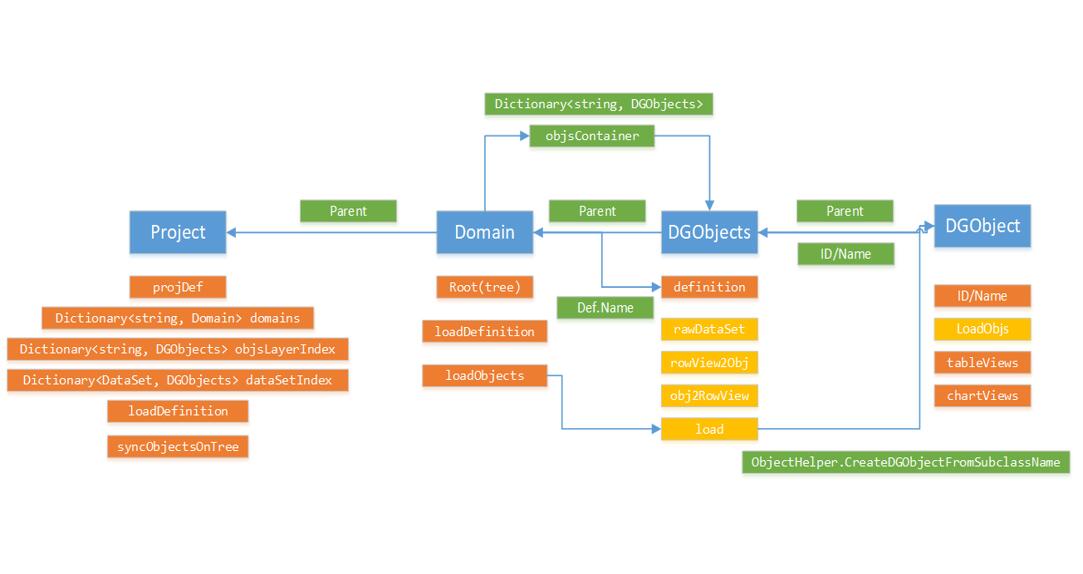 Dictionary<string, DGObjects>
objsContainer
Parent
Parent
Parent
Project
Domain
DGObjects
DGObject
ID/Name
projDef
Root(tree)
definition
ID/Name
Def.Name
Dictionary<string, Domain> domains
loadDefinition
rawDataSet
LoadObjs
Dictionary<string, DGObjects> objsLayerIndex
rowView2Obj
tableViews
Dictionary<DataSet, DGObjects> dataSetIndex
loadObjects
obj2RowView
chartViews
loadDefinition
load
syncObjectsOnTree
ObjectHelper.CreateDGObjectFromSubclassName